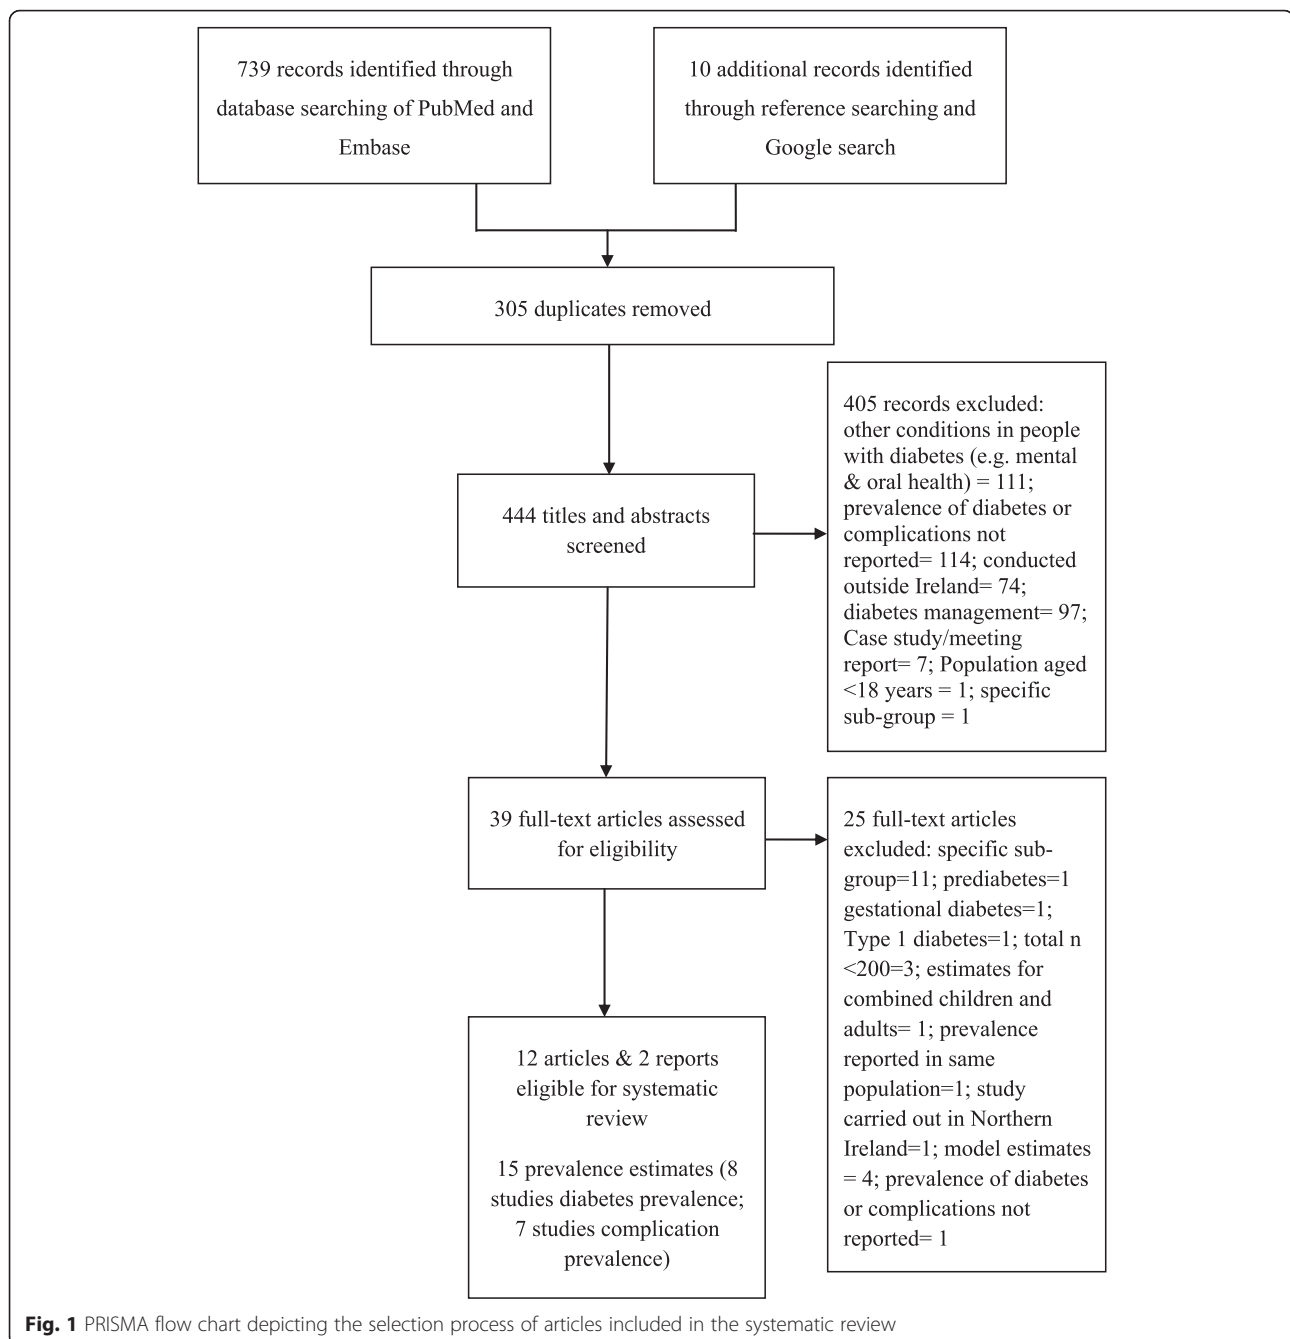 739 records identified through
database searching of PubMed and
Embase
10 additional records identified
through reference searching and
Google search
305 duplicates removed
444 titles and abstracts
screened
405 records excluded:
other conditions in people
with diabetes (e.g. mental
& oral health) = 111;
prevalence of diabetes or
complications not
reported= 114; conducted
outside Ireland= 74;
diabetes management= 97;
Case study/meeting
report= 7; Population aged
<18 years = 1; specific
sub-group = 1
39 full-text articles assessed
for eligibility
25 full-text articles
excluded: specific sub-
group=11; prediabetes=1
gestational diabetes=1;
Type 1 diabetes=1; total n
<200=3; estimates for
combined children and
adults= 1; prevalence
reported in same
population=1; study
carried out in Northern
Ireland=1; model estimates
= 4; prevalence of diabetes
or complications not
reported= 1
12 articles & 2 reports
eligible for systematic
review
15 prevalence estimates (8
studies diabetes prevalence;
7 studies complication
prevalence)
Fig. 1 PRISMA flow chart depicting the selection process of articles included in the systematic review